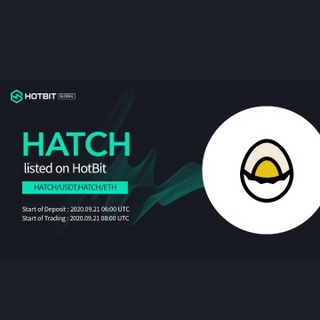 HOTBIT GLOBAL
HATCH
listed on HotBit
HATCH/USDT,HATCH/ETH
Start of Deposit : 2020.09.21 06:00 UTC
Start of Trading : 2020.09.21 08:00 UTC